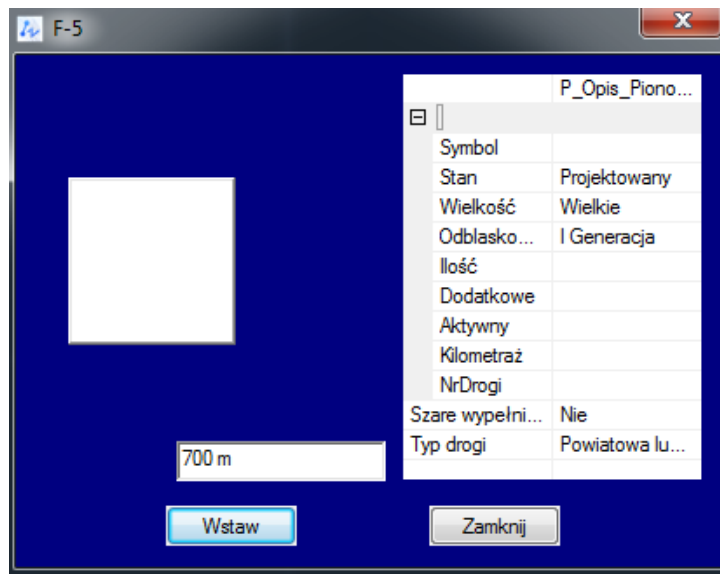 F-5
P_Opis_Piono...
Symbol
Stan Projektowany
Wielkość Wielkie
Odblasko... I Generacja
Ilość
Dodatkowe
Aktywny
Kilometraż
NrDrogi
Szare wypełni... Nie
Typ drogi Powiatowa lu...
700 m
Wstaw Zamknij